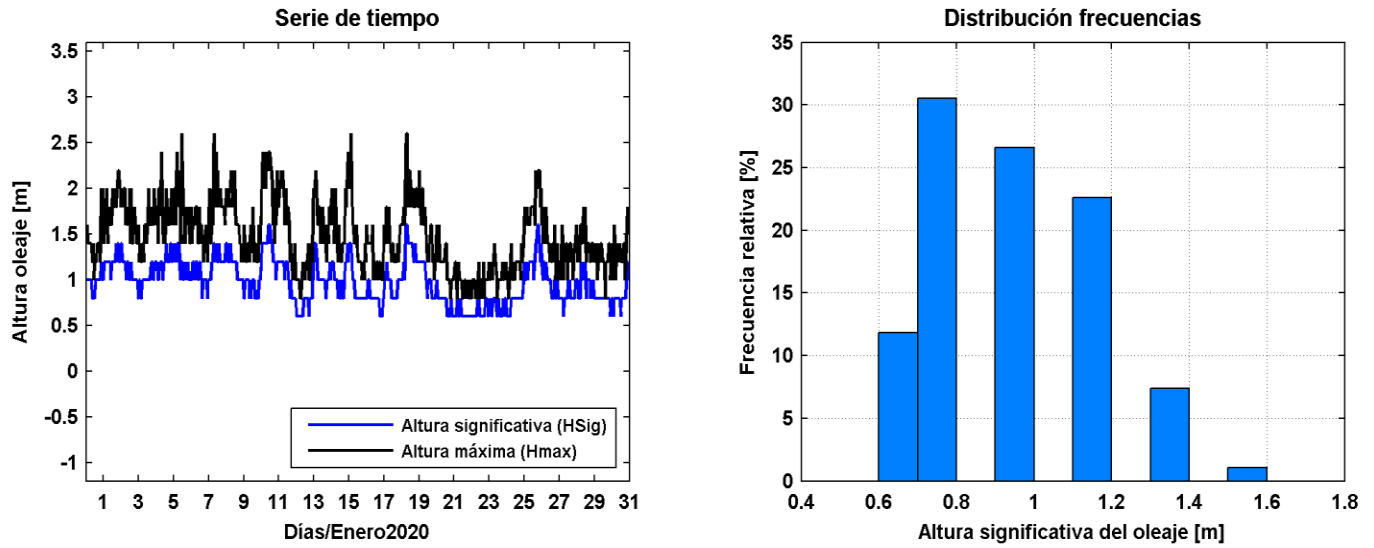 Serie de tiempo
Altura oleaje [m]
3.5
3
2.5
2
1.5
1
0.5
0
-0.5
-1
Altura significativa (HSig)
Altura máxima (Hmax)
1 3 5 7 9 11 13 15 17 19 21 23 25 27 29 31
Días/Enero2020
Distribución frecuencias
Frecuencia relativa [%]
35
30
25
20
15
10
5
0
0.4 0.6 0.8 1 1.2 1.4 1.6 1.8
Altura significativa del oleaje [m]